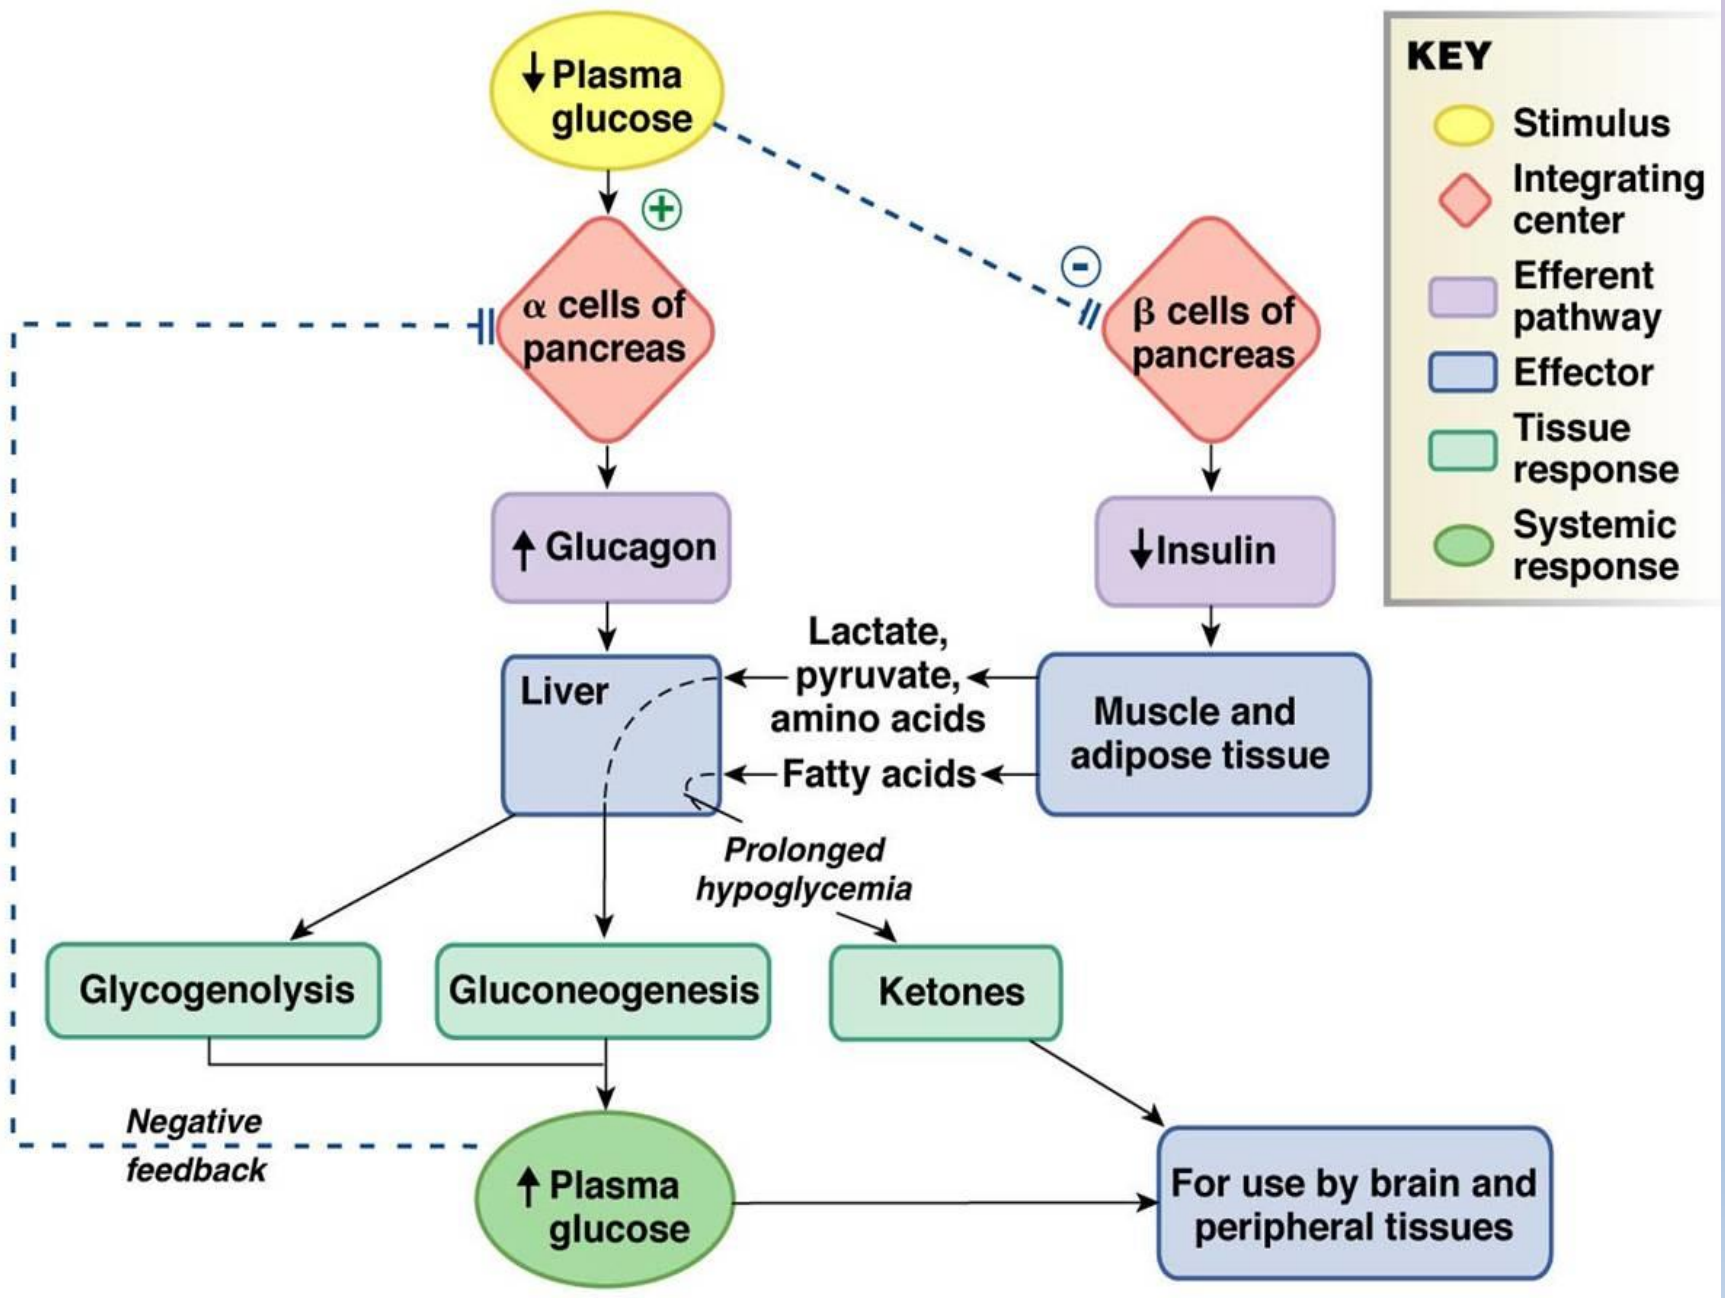 ↓ Plasma
glucose
+
-
α cells of
pancreas
β cells of
pancreas
↑ Glucagon
↓ Insulin
Lactate,
pyruvate,
amino acids
Liver
Muscle and
adipose tissue
Fatty acids
Prolonged
hypoglycemia
Glycogenolysis
Gluconeogenesis
Ketones
Negative
feedback
↑ Plasma
glucose
For use by brain and
peripheral tissues
KEY
Stimulus
Integrating
center
Efferent
pathway
Effector
Tissue
response
Systemic
response